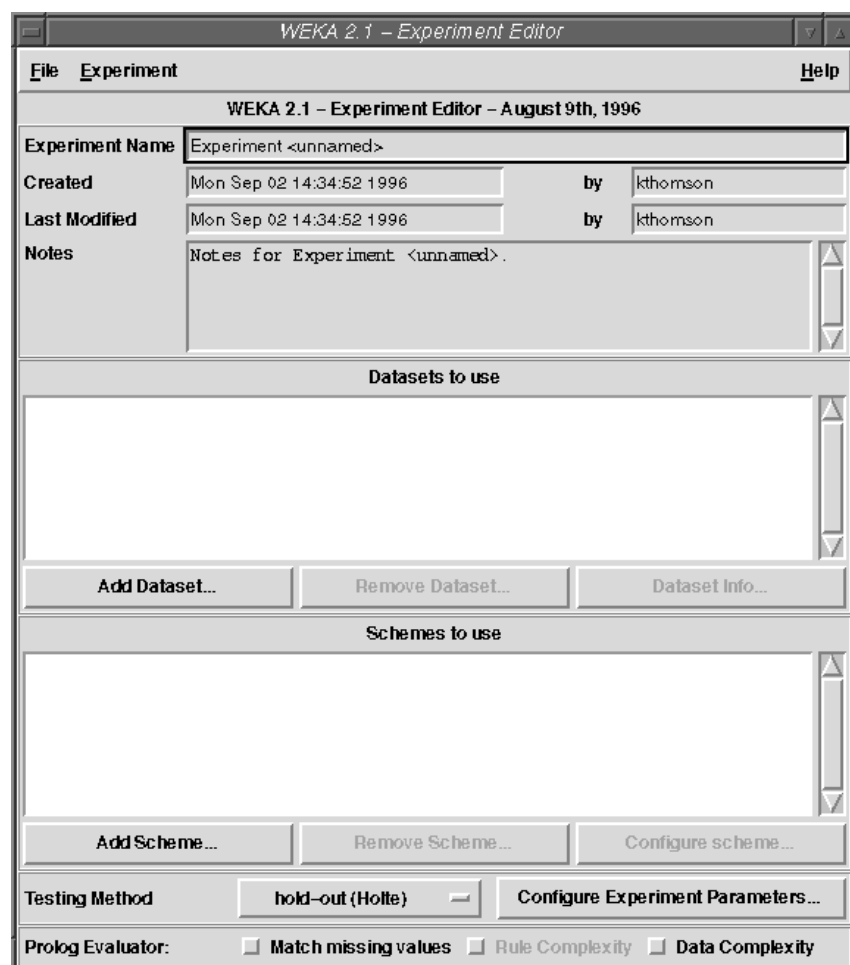 WEKA 2.1 – Experiment Editor
File Experiment Help
WEKA 2.1 – Experiment Editor – August 9th, 1996
Experiment Name Experiment <unnamed>
Created Mon Sep 02 14:34:52 1996 by kthomson
Last Modified Mon Sep 02 14:34:52 1996 by kthomson
Notes Notes for Experiment <unnamed>.
Datasets to use
Add Dataset... Remove Dataset... Dataset Info...
Schemes to use
Add Scheme... Remove Scheme... Configure scheme...
Testing Method hold–out (Holte) Configure Experiment Parameters...
Prolog Evaluator: Match missing values Rule Complexity Data Complexity